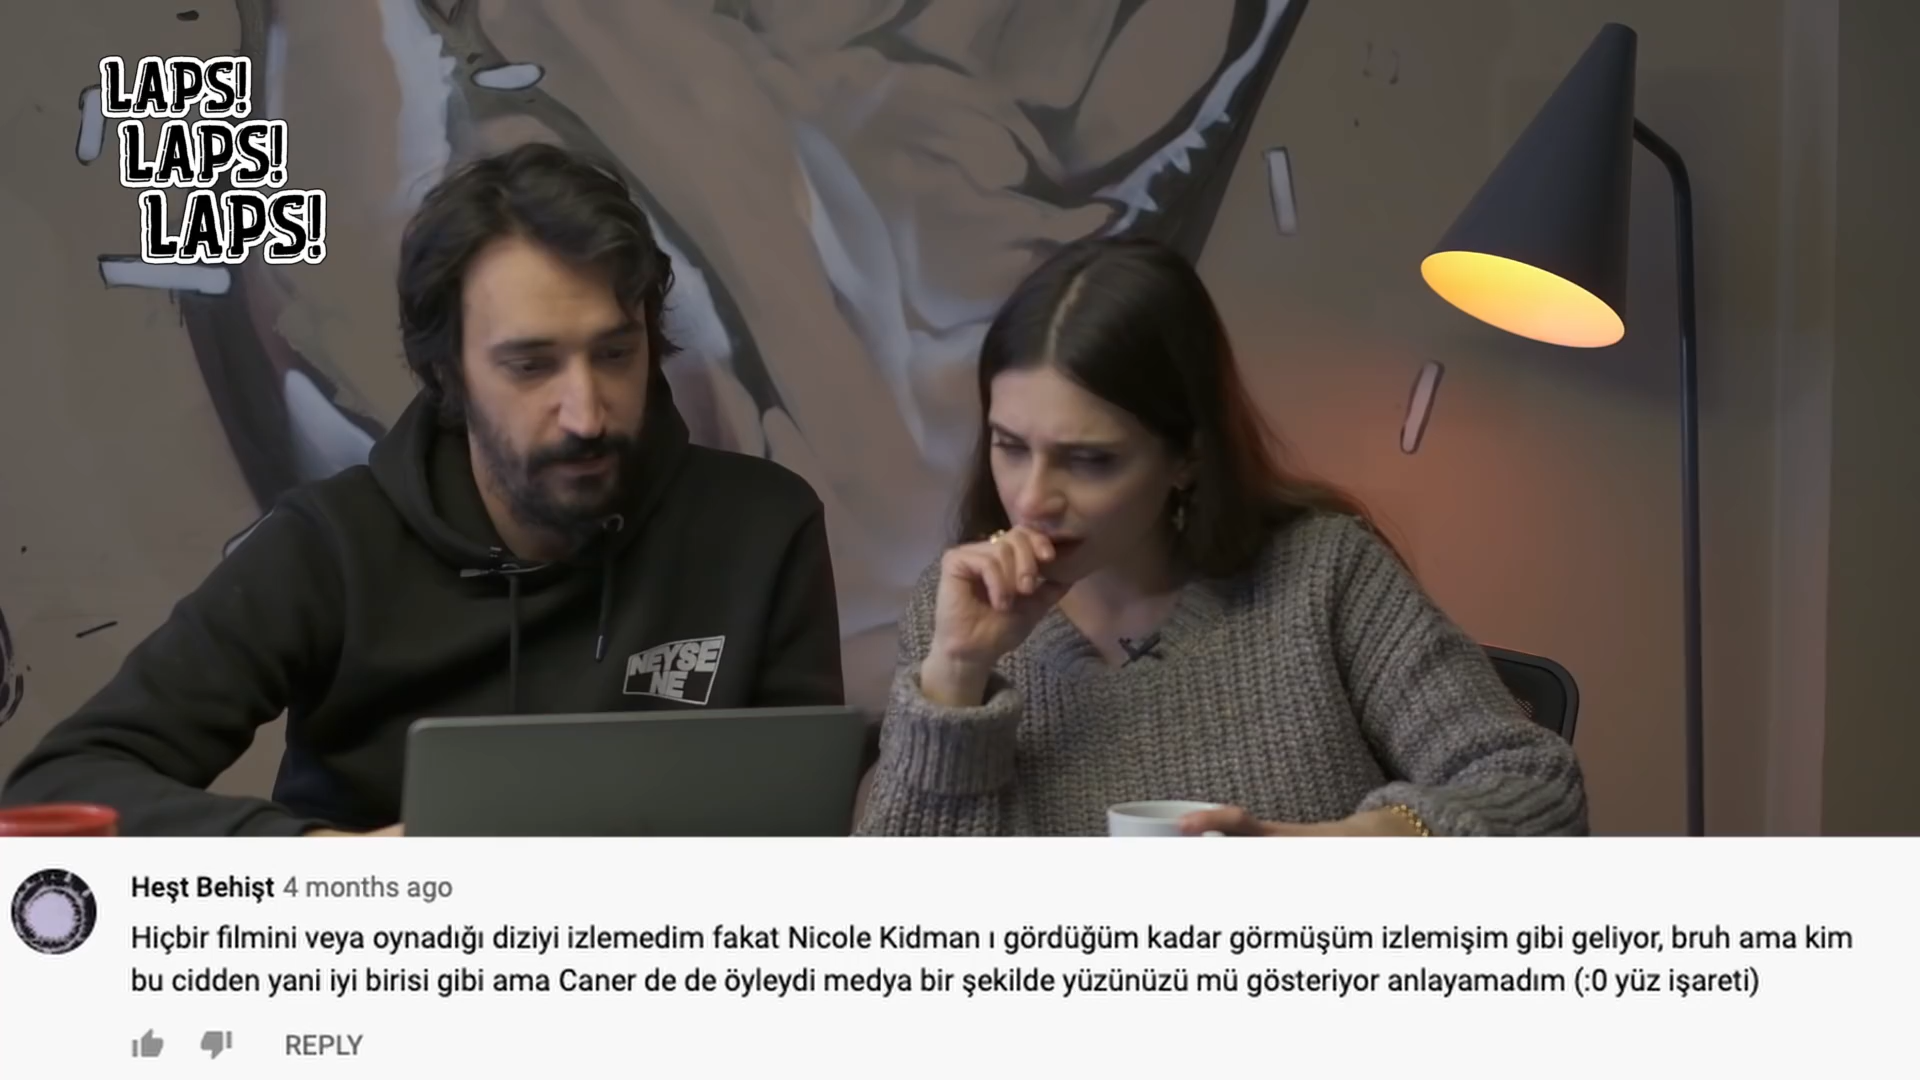 LAPS!
LAPS!
LAPS!
NEYSE
NE
Heşt Behişt 4 months ago
Hiçbir filmini veya oynadığı diziyi izlemedim fakat Nicole Kidman ı gördüğüm kadar görmüşüm izlemişim gibi geliyor, bruh ama kim
bu cidden yani iyi birisi gibi ama Caner de de öyleydi medya bir şekilde yüzünüzü mü gösteriyor anlayamadım (:0 yüz işareti)
REPLY